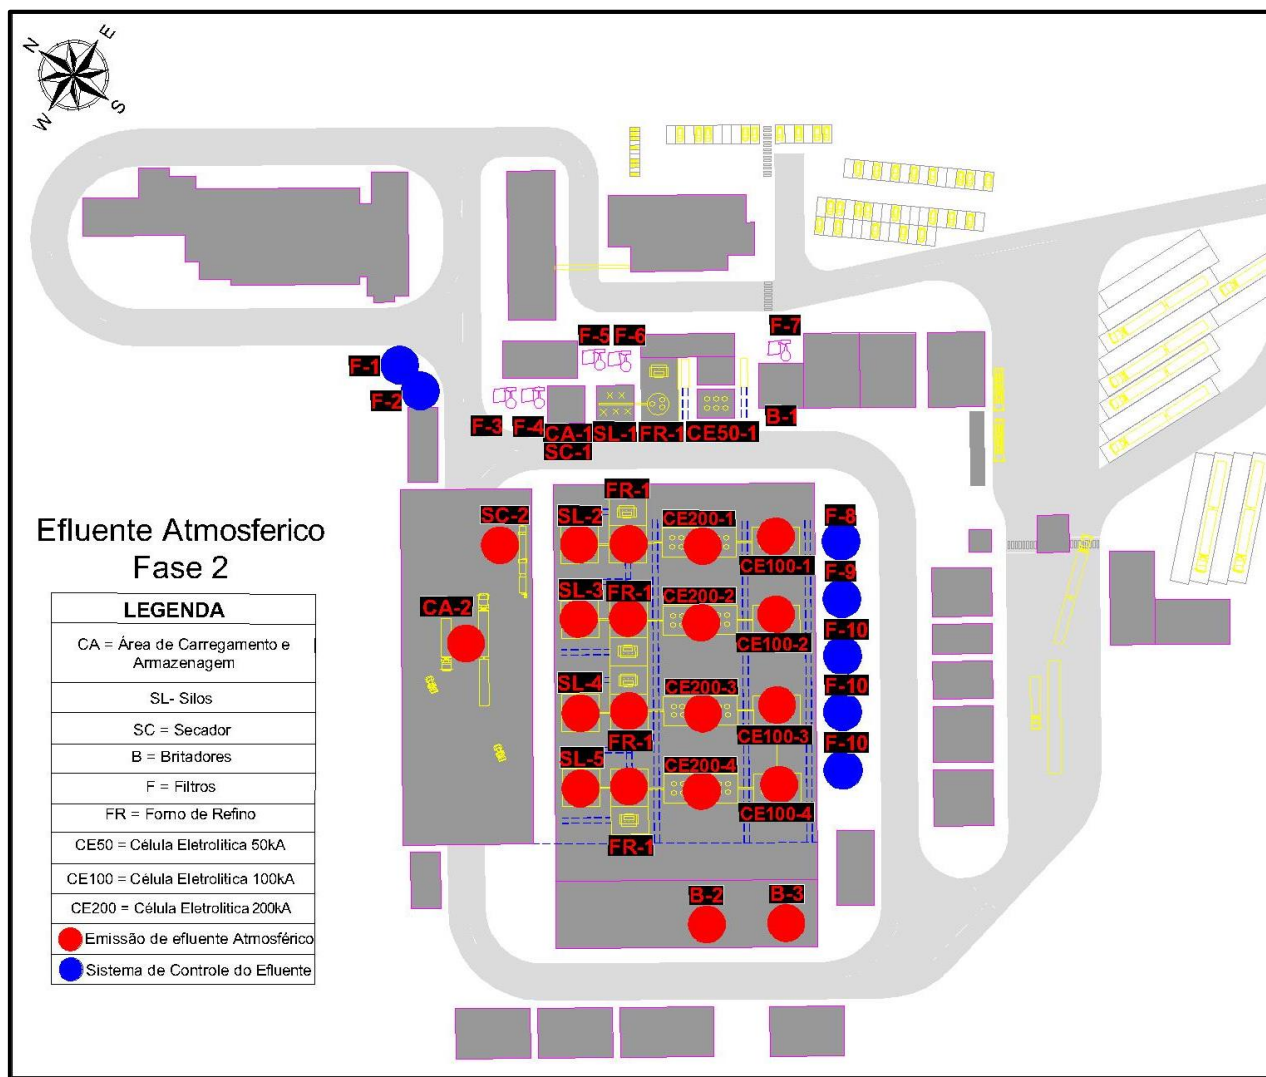 N
E
W
S
F-5
F-6
F-7
F-1
F-2
F-3
F-4
CA-1
SL-1
FR-1
CE50-1
B-1
SC-1
FR-1
SC-2
SL-2
CE200-1
F-8
CE100-1
F-9
SL-3
FR-1
CE200-2
CA-2
F-10
CE100-2
SL-4
CE200-3
F-10
FR-1
CE100-3
F-10
SL-5
CE200-4
CE100-4
FR-1
B-2
B-3
Efluente Atmosferico
Fase 2
LEGENDA
CA = Área de Carregamento e
Armazenagem
SL- Silos
SC = Secador
B = Britadores
F = Filtros
FR = Forno de Refino
CE50 = Célula Eletrolitica 50kA
CE100 = Célula Eletrolitica 100kA
CE200 = Célula Eletrolitica 200kA
Emissão de efluente Atmosférico
Sistema de Controle do Efluente